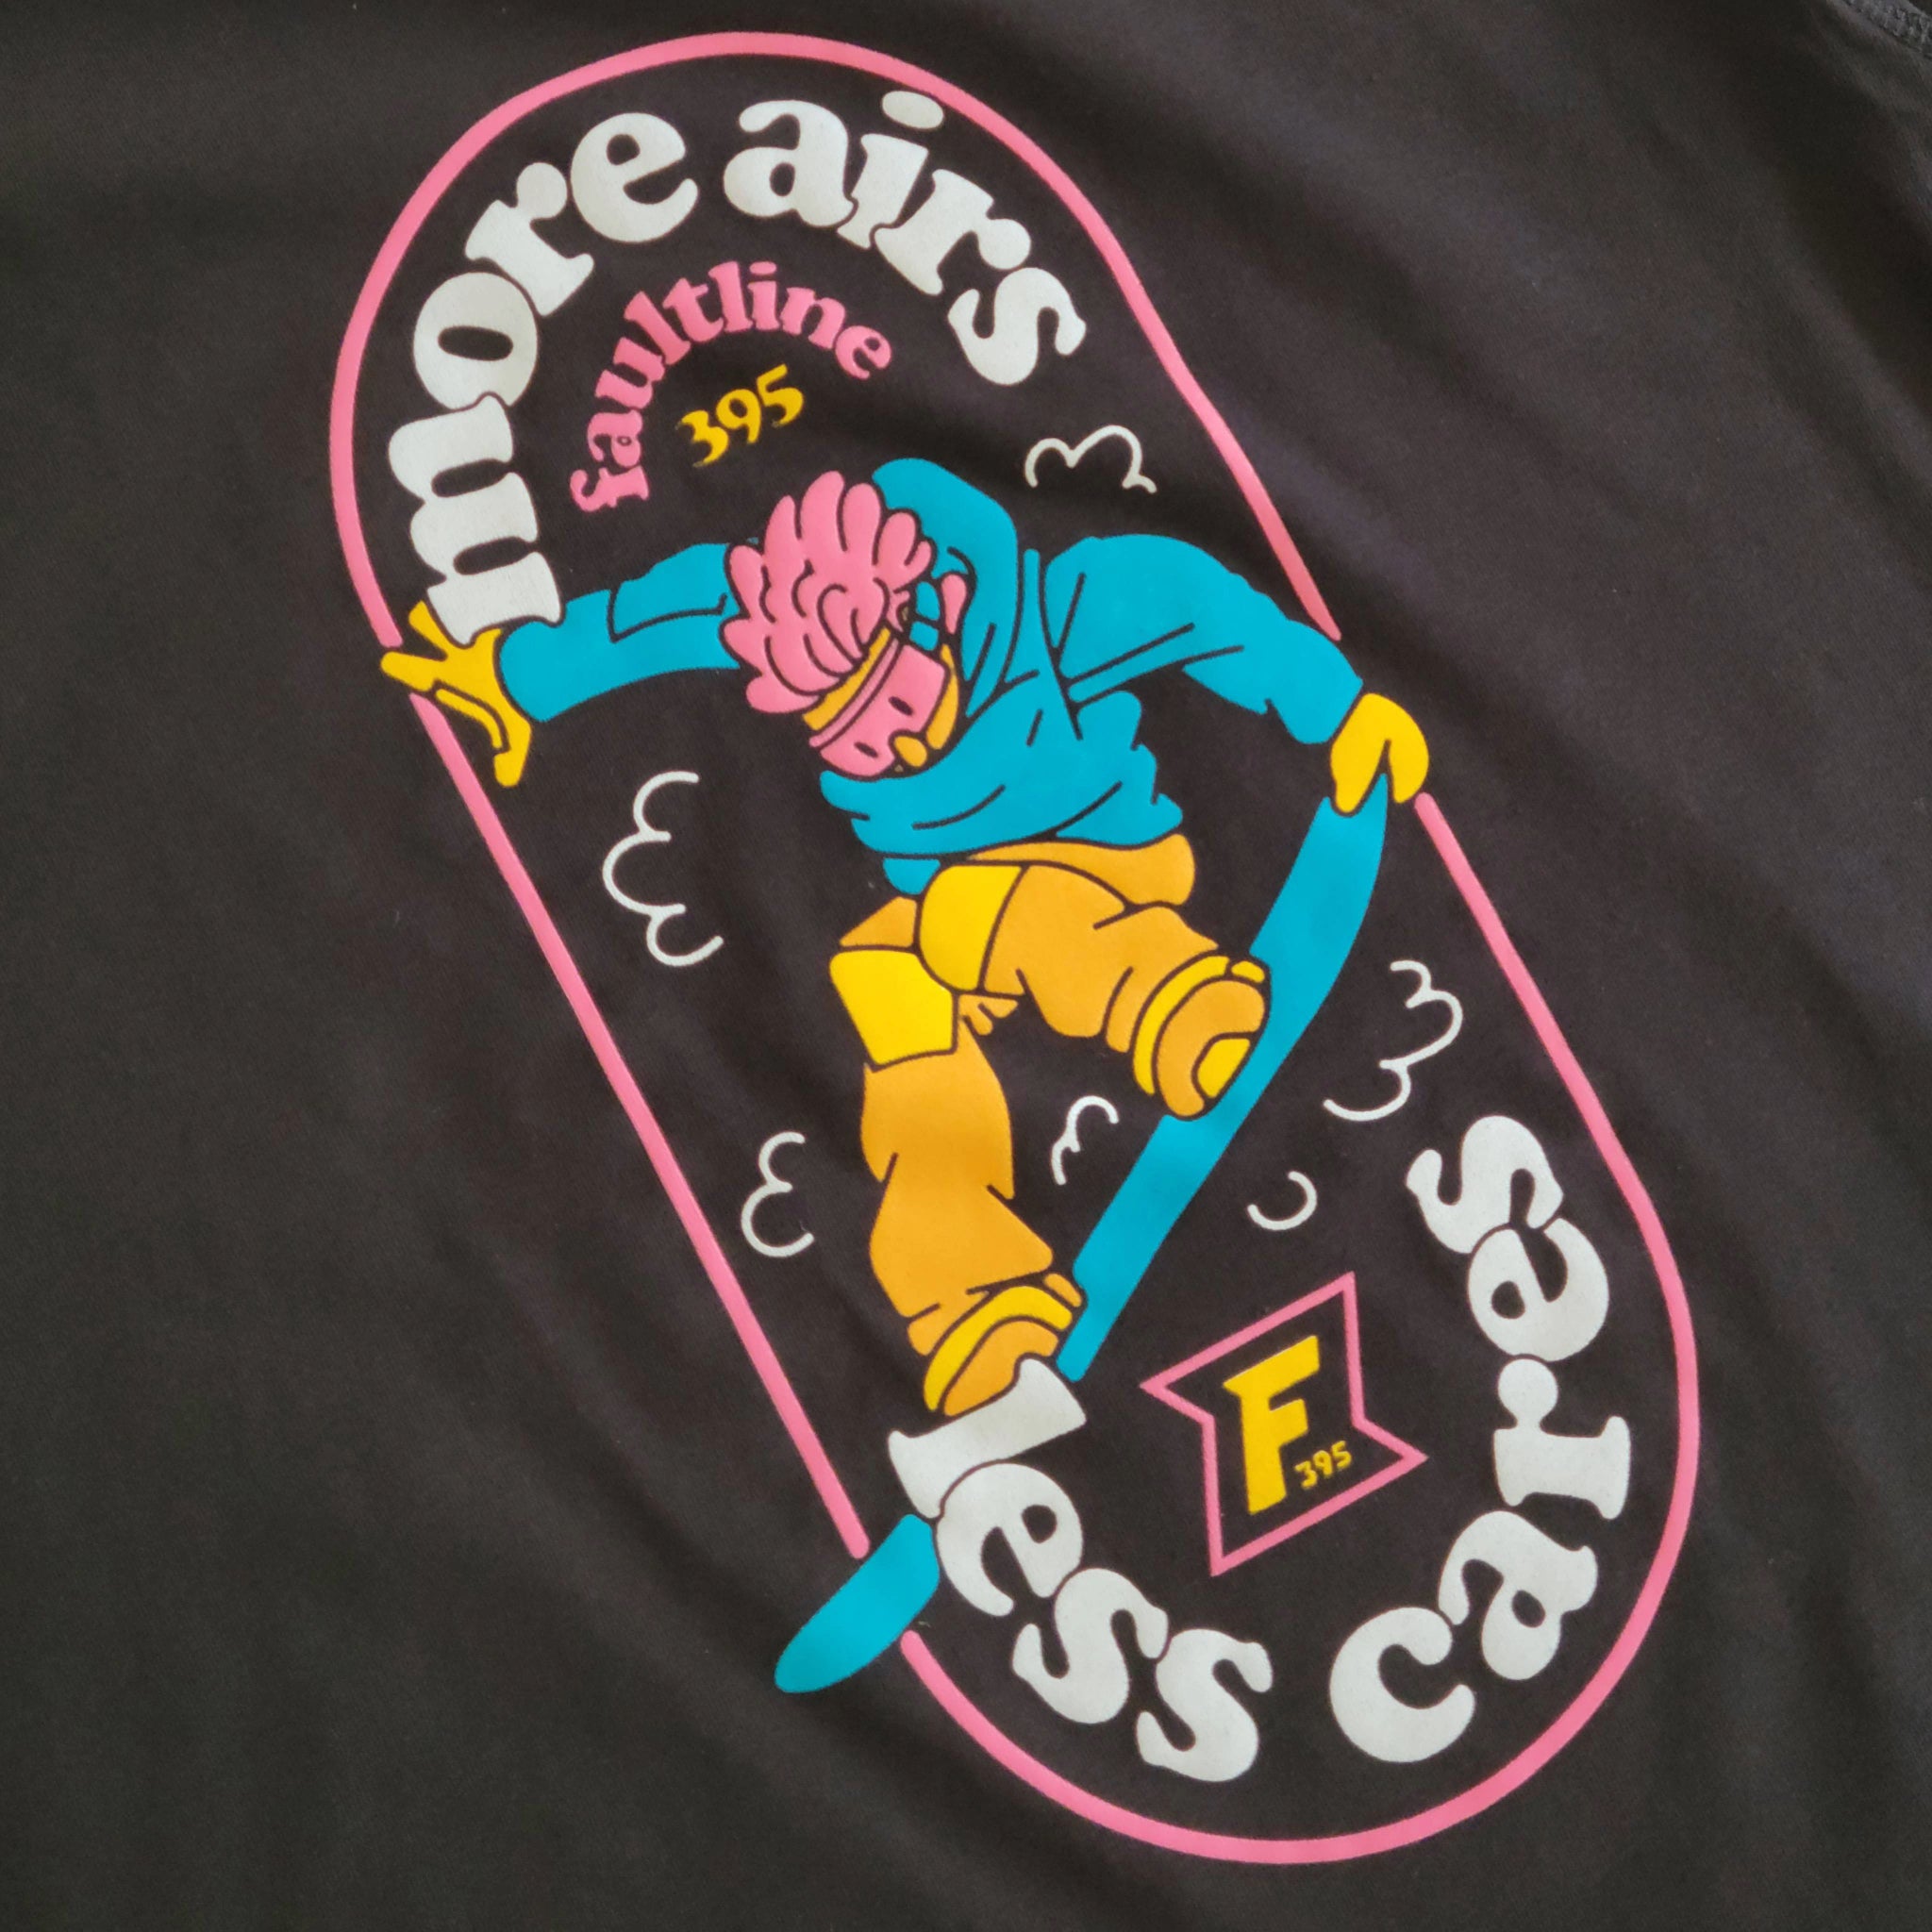 more airs
faultline
395
F.395
less cares